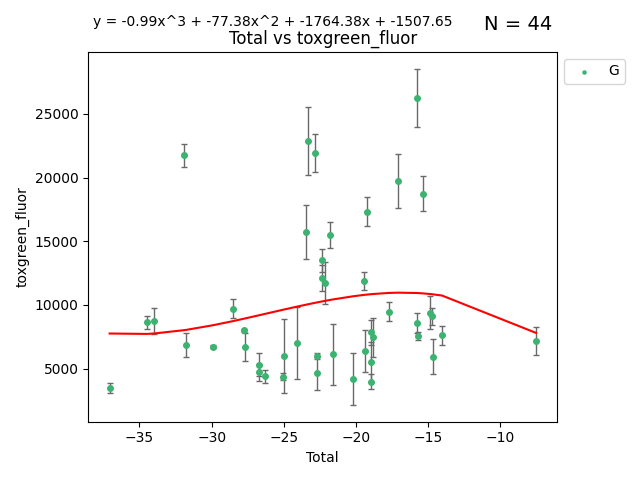 y = -0.99x^3 + -77.38x^2 + -1764.38x + -1507.65
N = 44
Total vs toxgreen_fluor
G
25000
20000
15000
10000
5000
toxgreen_fluor
−35 −30 −25 −20 −15 −10
Total